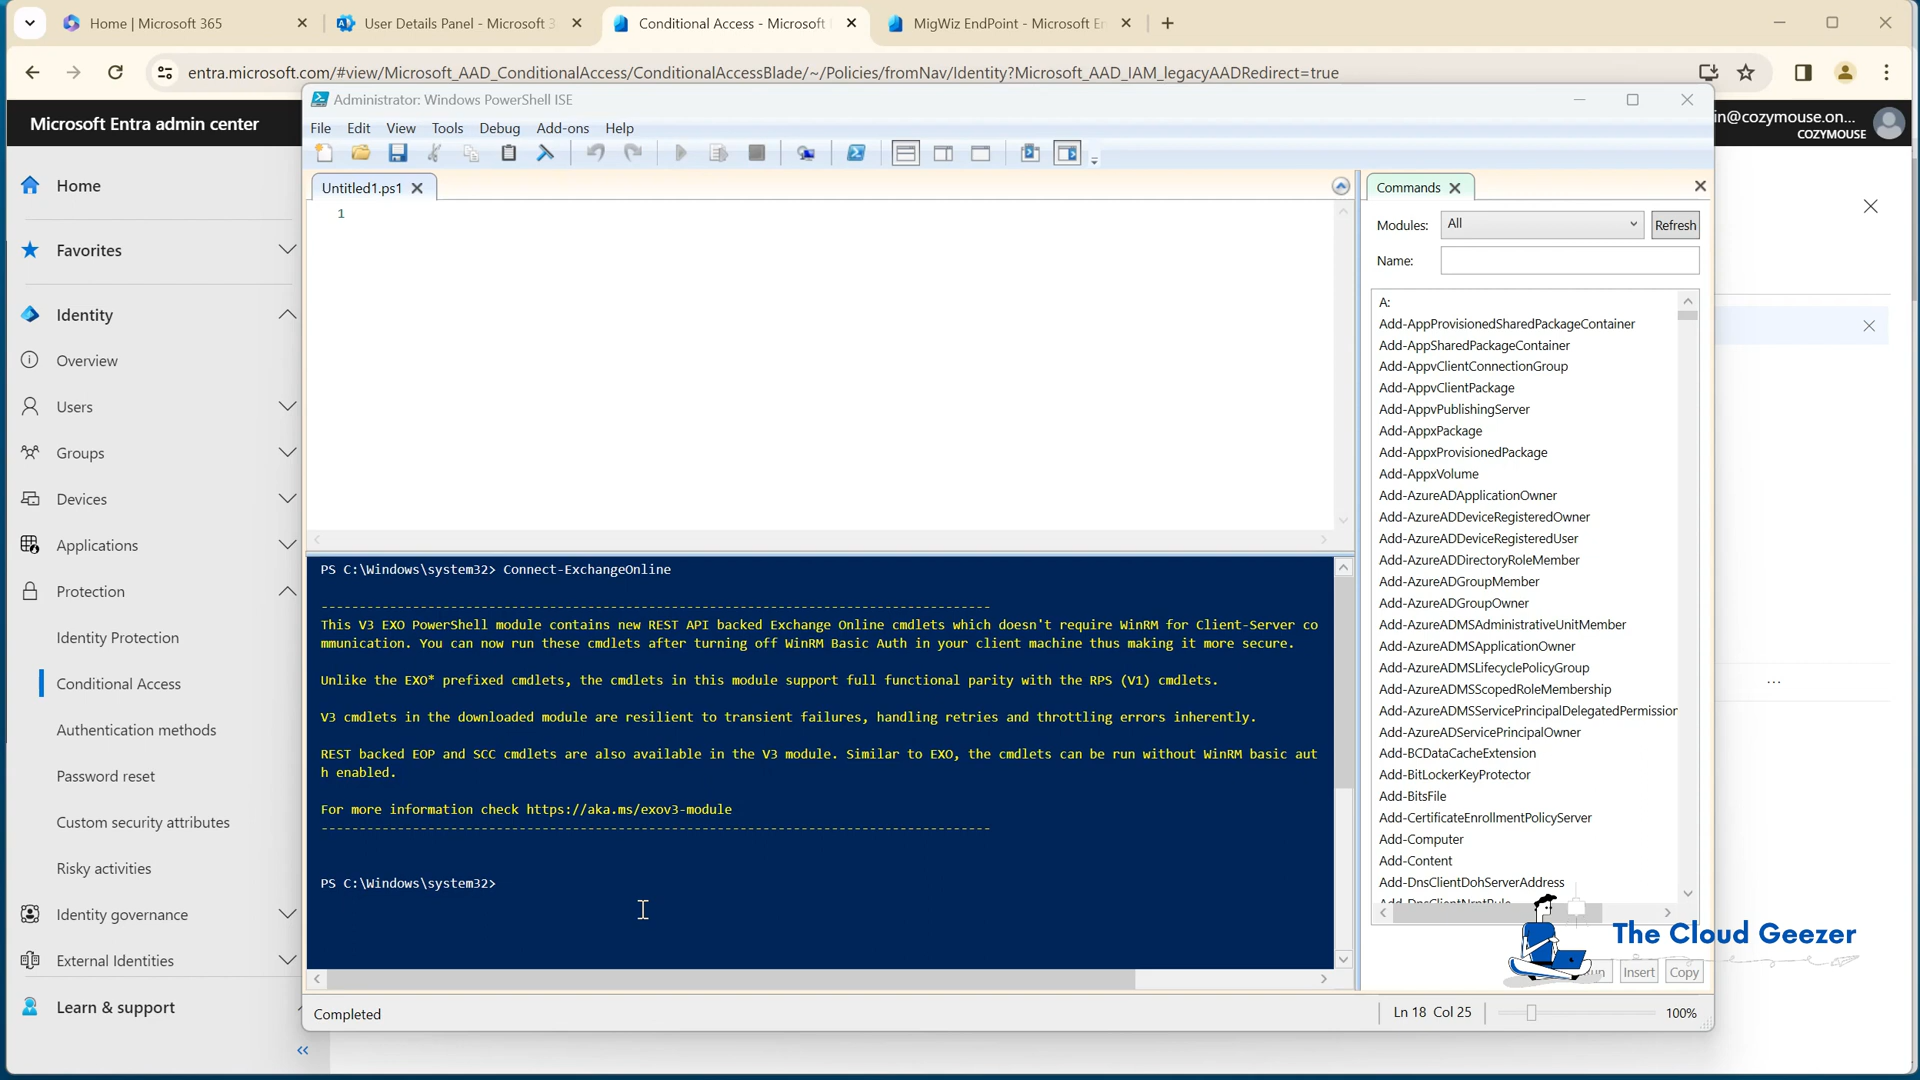 Home | Microsoft 365
User Details Panel - Microsoft 3
Conditional Access - Microsoft
MigWiz EndPoint - Microsoft En
entra.microsoft.com/#view/Microsoft_AAD_ConditionalAccess/ConditionalAccessBlade/~/Policies/fromNav/Identity?Microsoft_AAD_IAM_legacyAADRedirect=true
Microsoft Entra admin center
in@cozymouse.on...
COZYMOUSE
Home
Favorites
Identity
Overview
Users
Groups
Devices
Applications
Protection
Identity Protection
Conditional Access
Authentication methods
Password reset
Custom security attributes
Risky activities
Identity governance
External Identities
Learn & support
Administrator: Windows PowerShell ISE
File Edit View Tools Debug Add-ons Help
Untitled1.ps1
1
PS C:\Windows\system32> Connect-ExchangeOnline
----------------------------------------------------------------------------------------
This V3 EXO PowerShell module contains new REST API backed Exchange Online cmdlets which doesn't require WinRM for Client-Server co
mmunication. You can now run these cmdlets after turning off WinRM Basic Auth in your client machine thus making it more secure.
Unlike the EXO* prefixed cmdlets, the cmdlets in this module support full functional parity with the RPS (V1) cmdlets.
V3 cmdlets in the downloaded module are resilient to transient failures, handling retries and throttling errors inherently.
REST backed EOP and SCC cmdlets are also available in the V3 module. Similar to EXO, the cmdlets can be run without WinRM basic aut
h enabled.
For more information check https://aka.ms/exov3-module
----------------------------------------------------------------------------------------
PS C:\Windows\system32>
Completed
Ln 18 Col 25
100%
Commands
Modules: All Refresh
Name:
A:
Add-AppProvisionedSharedPackageContainer
Add-AppSharedPackageContainer
Add-AppvClientConnectionGroup
Add-AppvClientPackage
Add-AppvPublishingServer
Add-AppxPackage
Add-AppxProvisionedPackage
Add-AppxVolume
Add-AzureADApplicationOwner
Add-AzureADDeviceRegisteredOwner
Add-AzureADDeviceRegisteredUser
Add-AzureADDirectoryRoleMember
Add-AzureADGroupMember
Add-AzureADGroupOwner
Add-AzureADMSAdministrativeUnitMember
Add-AzureADMSApplicationOwner
Add-AzureADMSLifecyclePolicyGroup
Add-AzureADMSScopedRoleMembership
Add-AzureADMSServicePrincipalDelegatedPermission
Add-AzureADServicePrincipalOwner
Add-BCDataCacheExtension
Add-BitLockerKeyProtector
Add-BitsFile
Add-CertificateEnrollmentPolicyServer
Add-Computer
Add-Content
Add-DnsClientDohServerAddress
Add-DnsClientNrptRule
Insert Copy
The Cloud Geezer